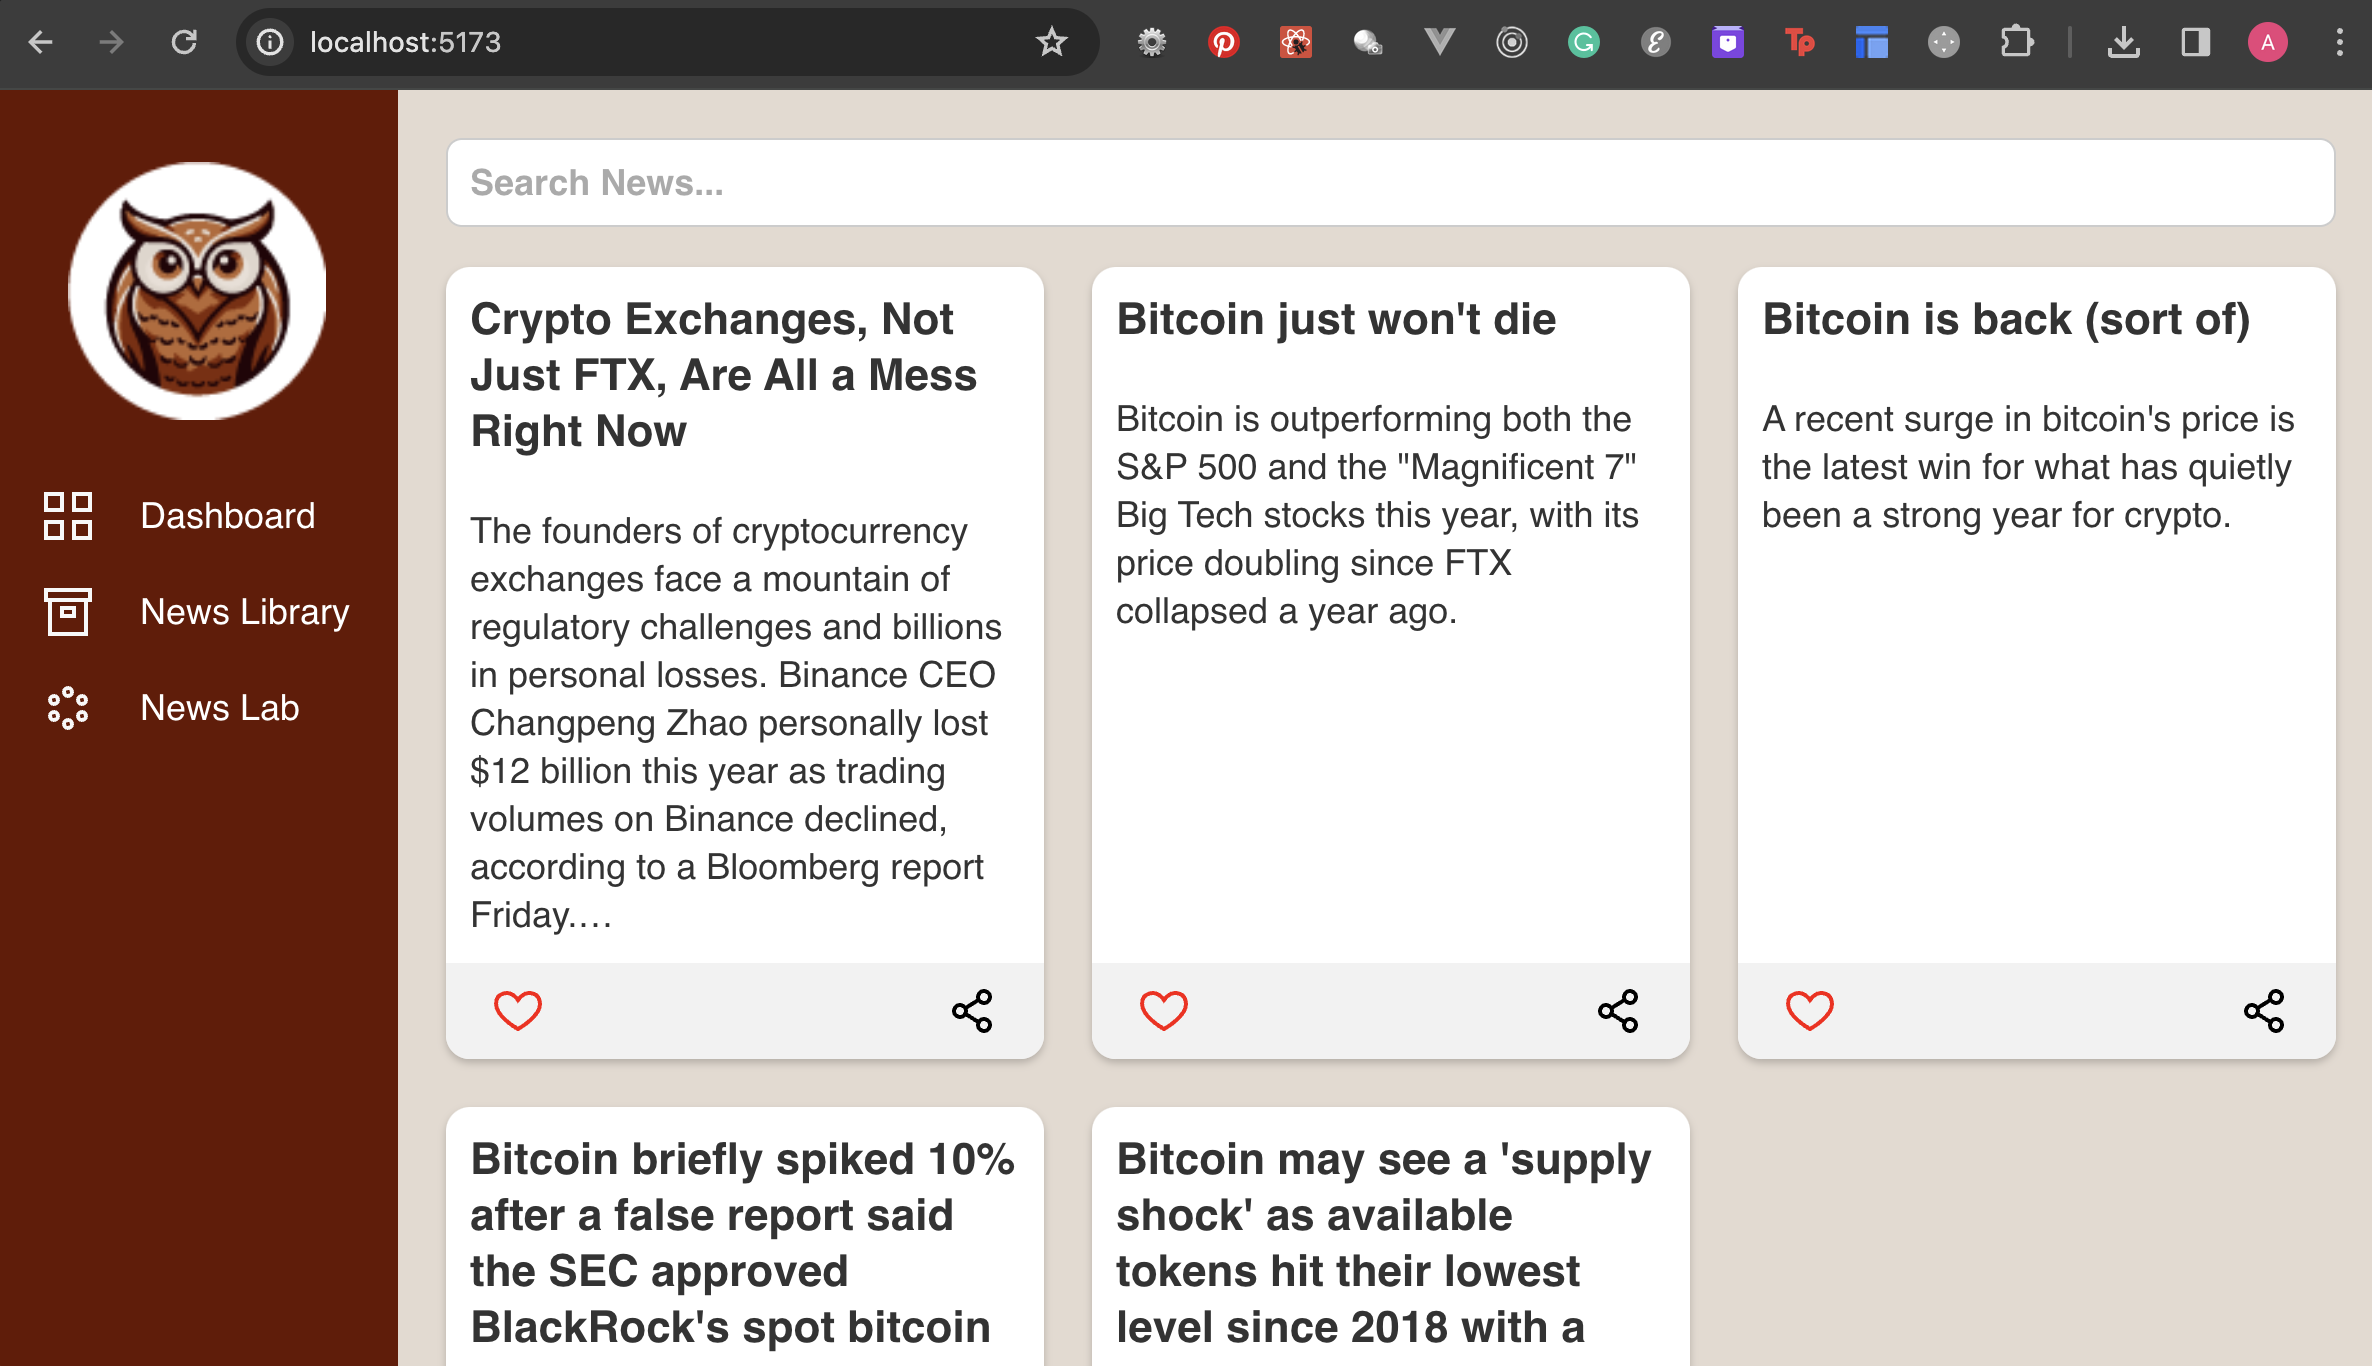 localhost:5173
A
Search News...
Dashboard
News Library
News Lab
Crypto Exchanges, Not
Just FTX, Are All a Mess
Right Now
The founders of cryptocurrency
exchanges face a mountain of
regulatory challenges and billions
in personal losses. Binance CEO
Changpeng Zhao personally lost
$12 billion this year as trading
volumes on Binance declined,
according to a Bloomberg report
Friday.…
Bitcoin just won't die
Bitcoin is outperforming both the
S&P 500 and the "Magnificent 7"
Big Tech stocks this year, with its
price doubling since FTX
collapsed a year ago.
Bitcoin is back (sort of)
A recent surge in bitcoin's price is
the latest win for what has quietly
been a strong year for crypto.
Bitcoin briefly spiked 10%
after a false report said
the SEC approved
BlackRock's spot bitcoin
Bitcoin may see a 'supply
shock' as available
tokens hit their lowest
level since 2018 with a